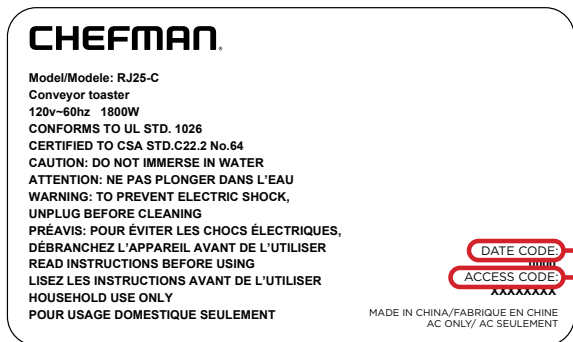 CHEFMAN.
Model/Modele: RJ25-C
Conveyor toaster
120v~60hz 1800W
CONFORMS TO UL STD. 1026
CERTIFIED TO CSA STD.C22.2 No.64
CAUTION: DO NOT IMMERSE IN WATER
ATTENTION: NE PAS PLONGER DANS L’EAU
WARNING: TO PREVENT ELECTRIC SHOCK,
UNPLUG BEFORE CLEANING
PRÉAVIS: POUR ÉVITER LES CHOCS ÉLECTRIQUES,
DÉBRANCHEZ L’APPAREIL AVANT DE L’UTILISER
READ INSTRUCTIONS BEFORE USING
LISEZ LES INSTRUCTIONS AVANT DE L’UTILISER
HOUSEHOLD USE ONLY
POUR USAGE DOMESTIQUE SEULEMENT
DATE CODE:
ACCESS CODE:
XXXXXXXX
MADE IN CHINA/FABRIQUE EN CHINE
AC ONLY/ AC SEULEMENT